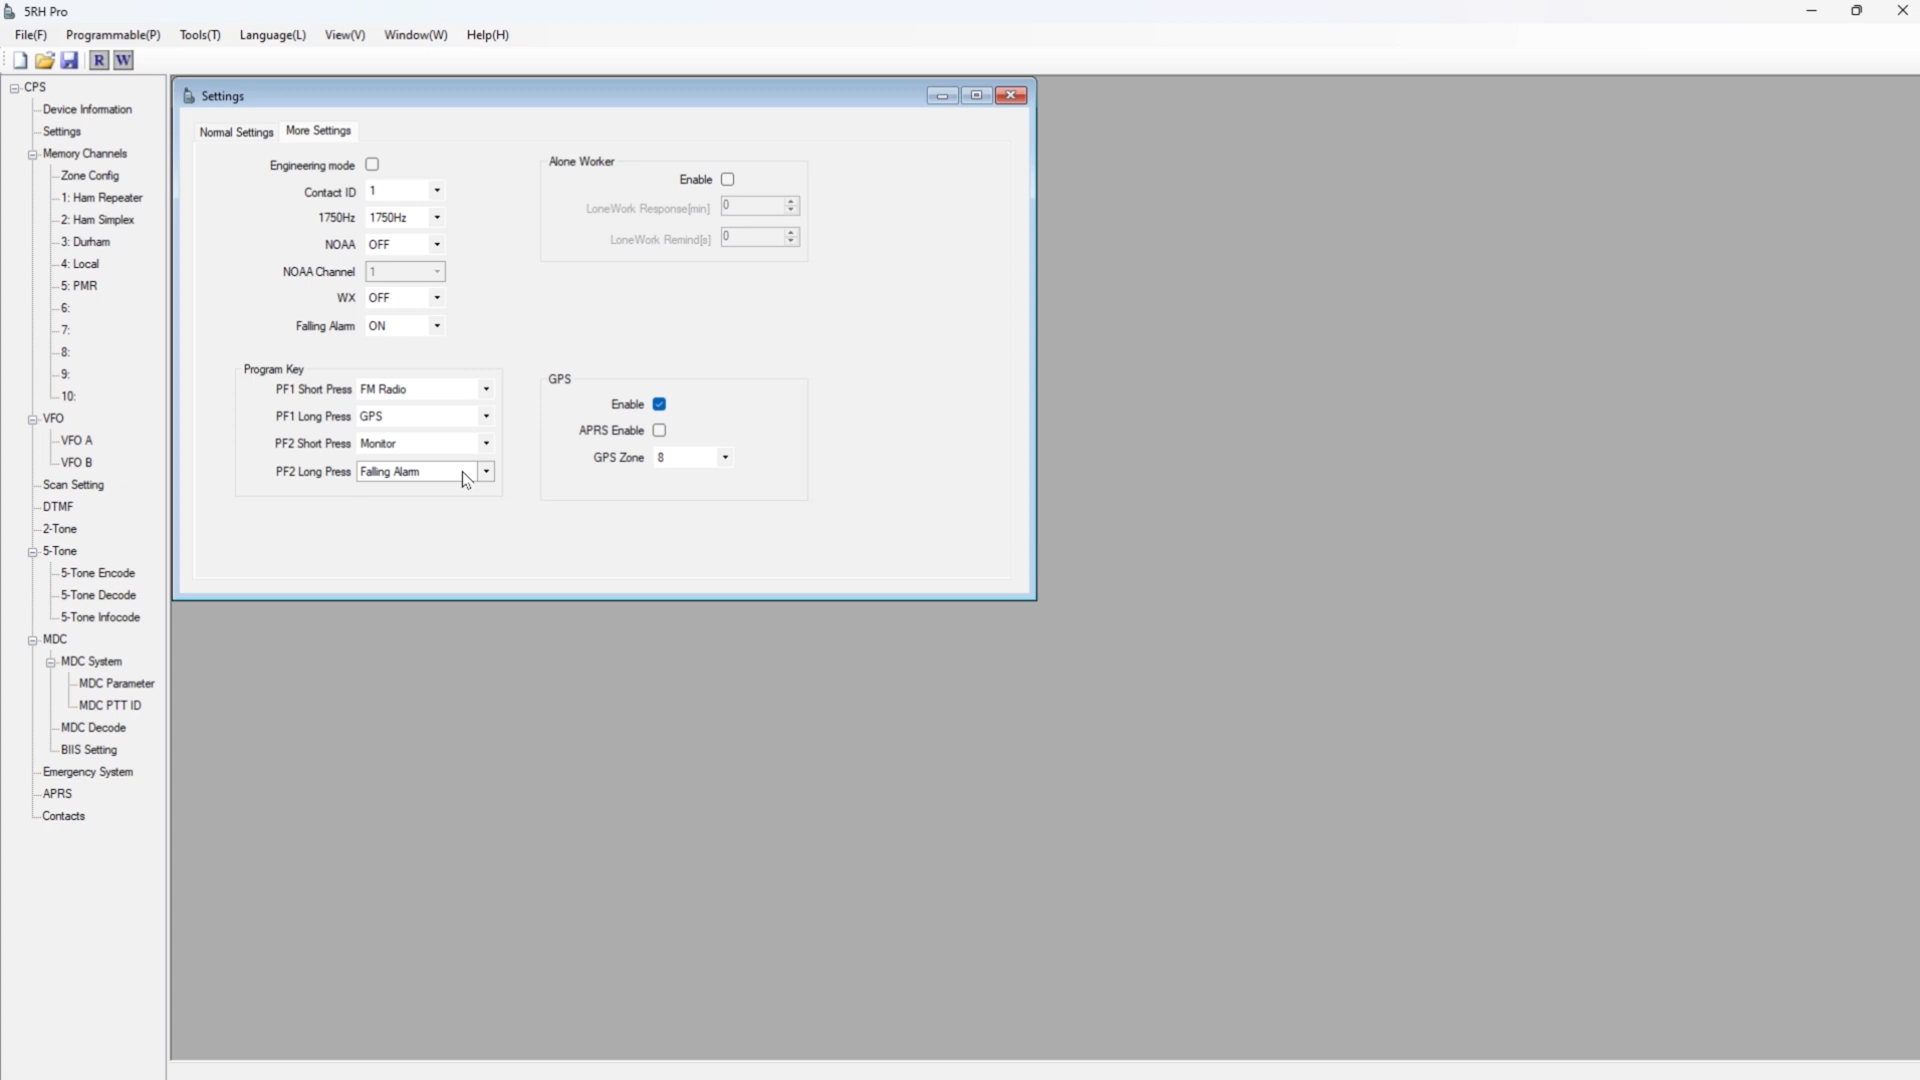 5RH Pro
File(F) Programmable(P) Tools(T) Language(L) View(V) Window(W) Help(H)
R W
CPS
Device Information
Settings
Memory Channels
Zone Config
1: Ham Repeater
2: Ham Simplex
3: Durham
4: Local
5: PMR
6:
7:
8:
9:
10:
VFO
VFO A
VFO B
Scan Setting
DTMF
2-Tone
5-Tone
5-Tone Encode
5-Tone Decode
5-Tone Infocode
MDC
MDC System
MDC Parameter
MDC PTT ID
MDC Decode
BIIS Setting
Emergency System
APRS
Contacts
Settings
Normal Settings More Settings
Engineering mode
Contact ID 1
1750Hz 1750Hz
NOAA OFF
NOAA Channel 1
WX OFF
Falling Alarm ON
Alone Worker
Enable
LoneWork Response[min] 0
LoneWork Remind[s] 0
Program Key
PF1 Short Press FM Radio
PF1 Long Press GPS
PF2 Short Press Monitor
PF2 Long Press Falling Alarm
GPS
Enable
APRS Enable
GPS Zone 8